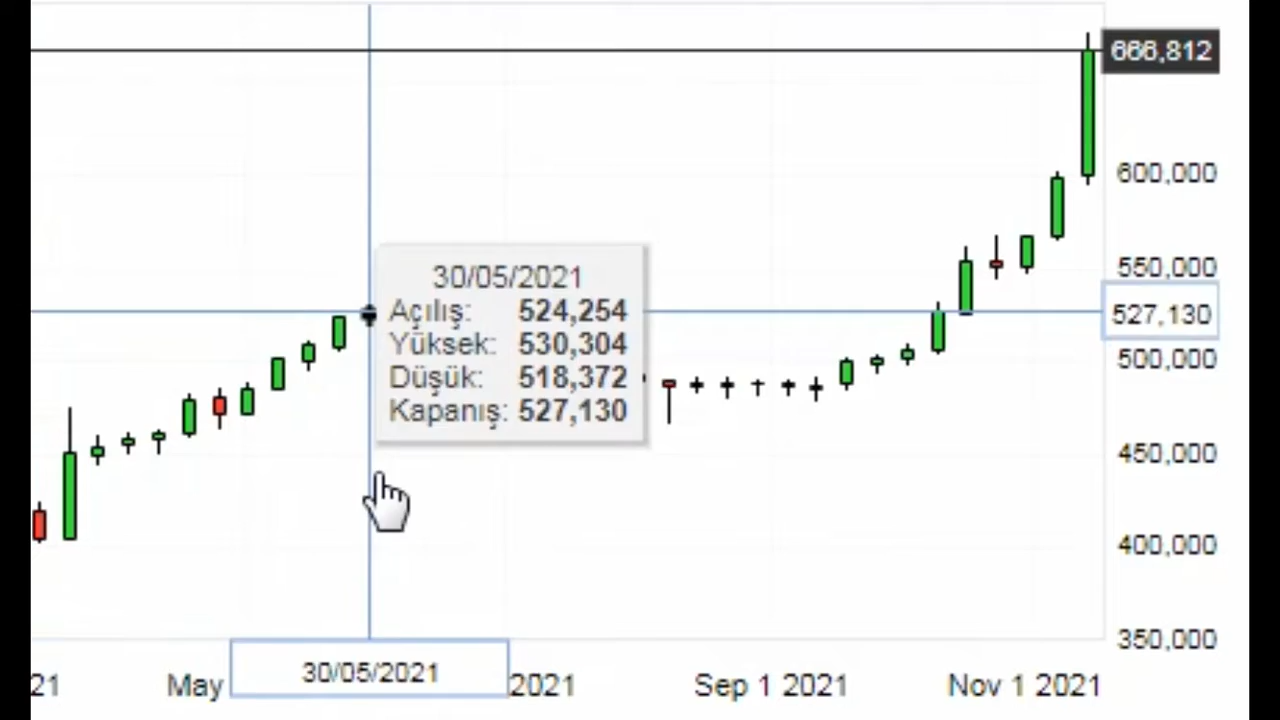 666,812
600,000
550,000
527,130
500,000
450,000
400,000
350,000
30/05/2021
Açılış: 524,254
Yüksek: 530,304
Düşük: 518,372
Kapanış: 527,130
21 May 30/05/2021 2021 Sep 1 2021 Nov 1 2021